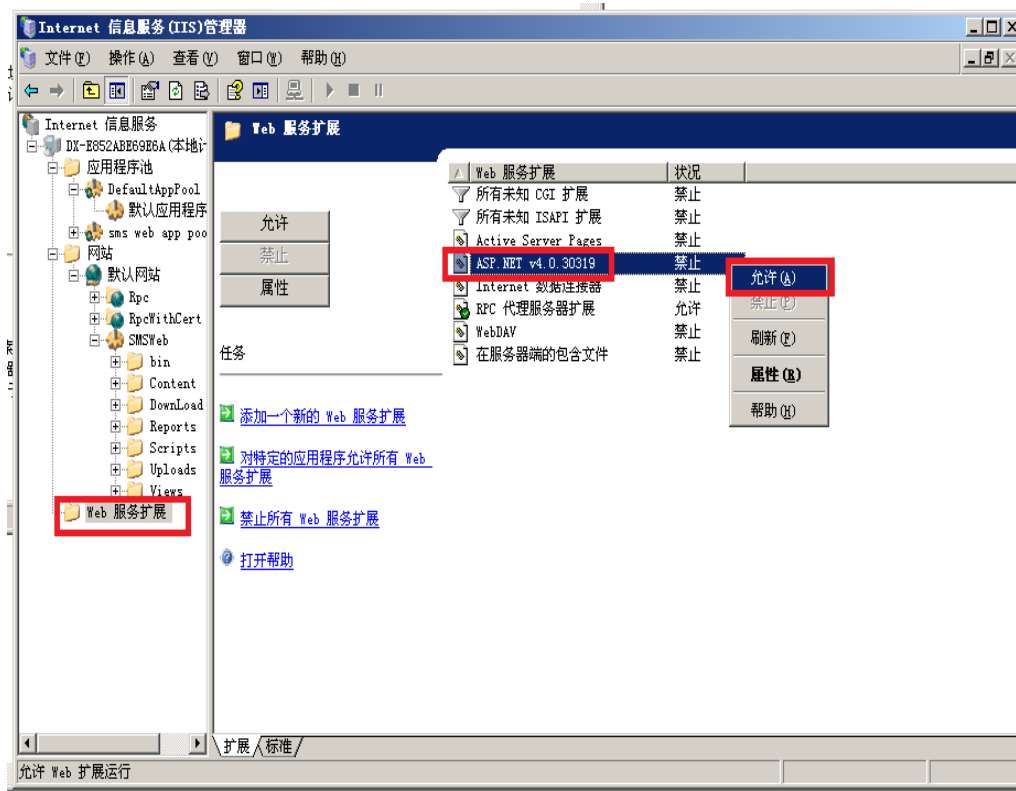 Internet 信息服务(IIS)管理器
文件(F) 操作(A) 查看(V) 窗口(W) 帮助(H)
Internet 信息服务
DX-E852ABE69E6A(本地计
应用程序池
DefaultAppPool
默认应用程序
sms web app poo
网站
默认网站
Rpc
RpcWithCert
SMSWeb
bin
Content
DownLoad
Reports
Scripts
Uploads
Views
Web 服务扩展
Web 服务扩展
允许
禁止
属性
任务
添加一个新的 Web 服务扩展
对特定的应用程序允许所有 Web
服务扩展
禁止所有 Web 服务扩展
打开帮助
Web 服务扩展 状况
所有未知 CGI 扩展 禁止
所有未知 ISAPI 扩展 禁止
Active Server Pages 禁止
ASP.NET v4.0.30319 禁止
Internet 数据连接器 禁止
RPC 代理服务器扩展 允许
WebDAV 禁止
在服务器端的包含文件 禁止
允许(A)
禁止(P)
刷新(F)
属性(R)
帮助(H)
扩展 标准
允许 Web 扩展运行